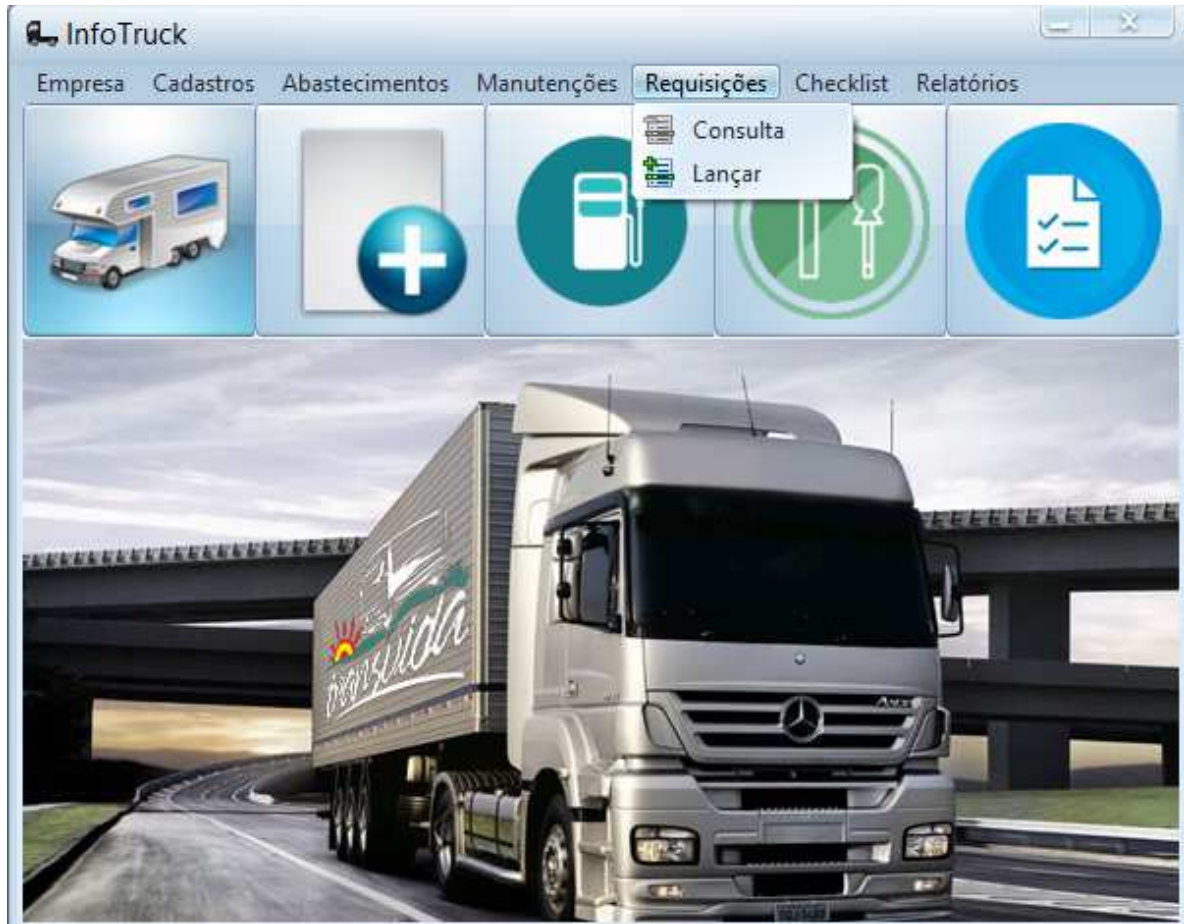 InfoTruck
Empresa Cadastros Abastecimentos Manutenções Requisições Checklist Relatórios
Consulta
Lançar